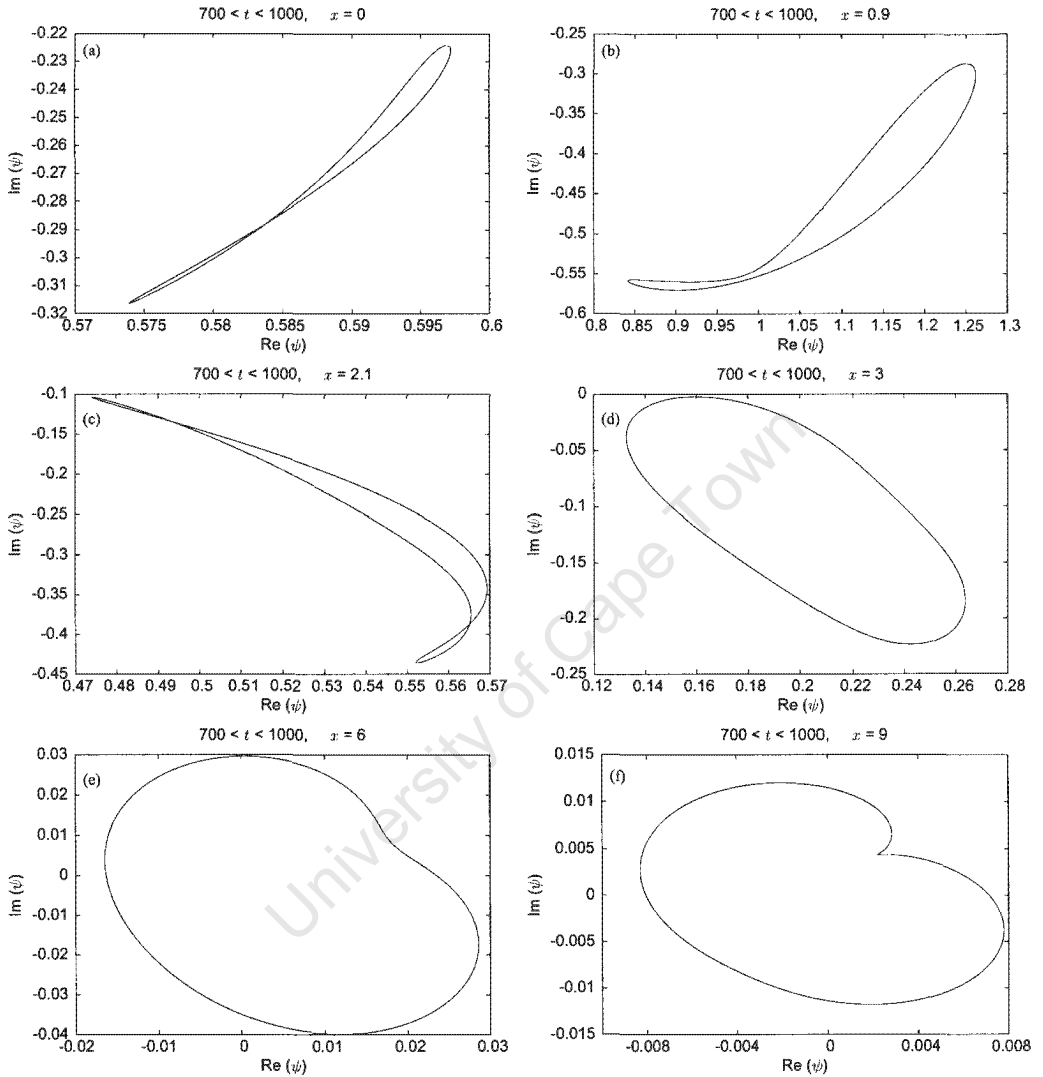 700 < t < 1000, x = 0
(a)
-0.22
-0.23
-0.24
-0.25
-0.26
-0.27
-0.28
-0.29
-0.3
-0.31
-0.32
Im (ψ)
0.57 0.575 0.58 0.585 0.59 0.595 0.6
Re (ψ)
700 < t < 1000, x = 0.9
(b)
-0.25
-0.3
-0.35
-0.4
-0.45
-0.5
-0.55
-0.6
Im (ψ)
0.8 0.85 0.9 0.95 1 1.05 1.1 1.15 1.2 1.25 1.3
Re (ψ)
700 < t < 1000, x = 2.1
(c)
-0.1
-0.15
-0.2
-0.25
-0.3
-0.35
-0.4
-0.45
Im (ψ)
0.47 0.48 0.49 0.5 0.51 0.52 0.53 0.54 0.55 0.56 0.57
Re (ψ)
700 < t < 1000, x = 3
(d)
0
-0.05
-0.1
-0.15
-0.2
-0.25
Im (ψ)
0.12 0.14 0.16 0.18 0.2 0.22 0.24 0.26 0.28
Re (ψ)
700 < t < 1000, x = 6
(e)
0.03
0.02
0.01
0
-0.01
-0.02
-0.03
-0.04
Im (ψ)
-0.02 -0.01 0 0.01 0.02 0.03
Re (ψ)
700 < t < 1000, x = 9
(f)
0.015
0.01
0.005
0
-0.005
-0.01
-0.015
Im (ψ)
-0.008 -0.004 0 0.004 0.008
Re (ψ)
University of Cape Town